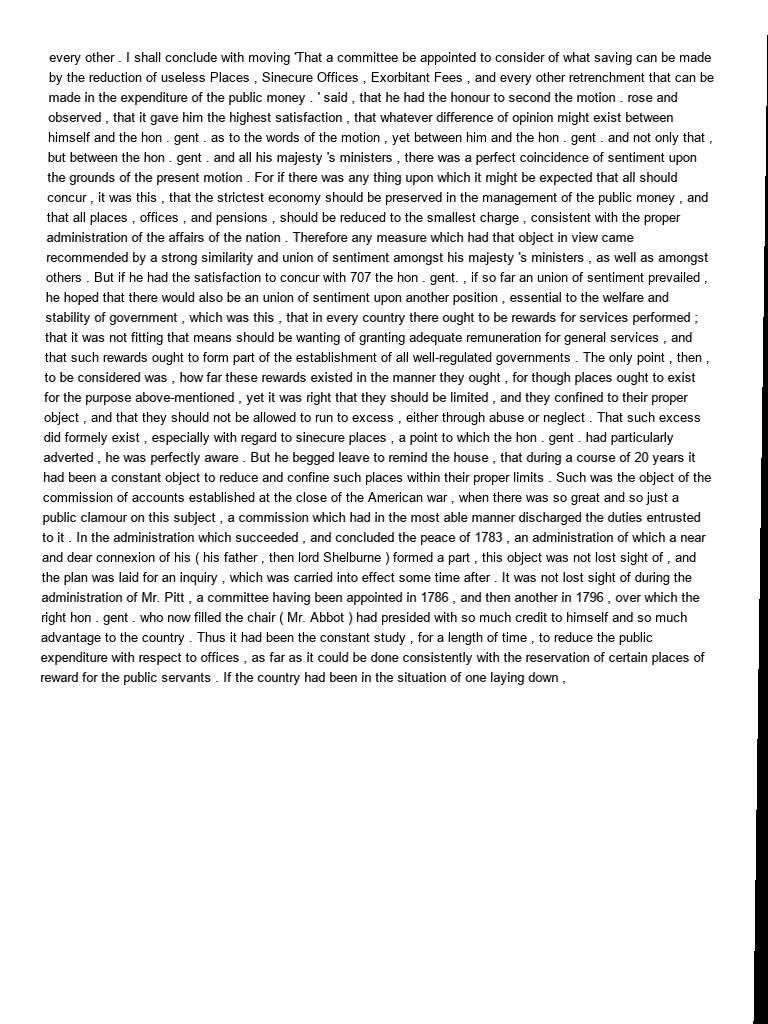 every other . I shall conclude with moving 'That a committee be appointed to consider of what saving can be made
by the reduction of useless Places , Sinecure Offices , Exorbitant Fees , and every other retrenchment that can be
made in the expenditure of the public money . ' said , that he had the honour to second the motion . rose and
observed , that it gave him the highest satisfaction , that whatever difference of opinion might exist between
himself and the hon . gent . as to the words of the motion , yet between him and the hon . gent . and not only that ,
but between the hon . gent . and all his majesty 's ministers , there was a perfect coincidence of sentiment upon
the grounds of the present motion . For if there was any thing upon which it might be expected that all should
concur , it was this , that the strictest economy should be preserved in the management of the public money , and
that all places , offices , and pensions , should be reduced to the smallest charge , consistent with the proper
administration of the affairs of the nation . Therefore any measure which had that object in view came
recommended by a strong similarity and union of sentiment amongst his majesty 's ministers , as well as amongst
others . But if he had the satisfaction to concur with 707 the hon . gent. , if so far an union of sentiment prevailed ,
he hoped that there would also be an union of sentiment upon another position , essential to the welfare and
stability of government , which was this , that in every country there ought to be rewards for services performed ;
that it was not fitting that means should be wanting of granting adequate remuneration for general services , and
that such rewards ought to form part of the establishment of all well-regulated governments . The only point , then ,
to be considered was , how far these rewards existed in the manner they ought , for though places ought to exist
for the purpose above-mentioned , yet it was right that they should be limited , and they confined to their proper
object , and that they should not be allowed to run to excess , either through abuse or neglect . That such excess
did formely exist , especially with regard to sinecure places , a point to which the hon . gent . had particularly
adverted , he was perfectly aware . But he begged leave to remind the house , that during a course of 20 years it
had been a constant object to reduce and confine such places within their proper limits . Such was the object of the
commission of accounts established at the close of the American war , when there was so great and so just a
public clamour on this subject , a commission which had in the most able manner discharged the duties entrusted
to it . In the administration which succeeded , and concluded the peace of 1783 , an administration of which a near
and dear connexion of his ( his father , then lord Shelburne ) formed a part , this object was not lost sight of , and
the plan was laid for an inquiry , which was carried into effect some time after . It was not lost sight of during the
administration of Mr. Pitt , a committee having been appointed in 1786 , and then another in 1796 , over which the
right hon . gent . who now filled the chair ( Mr. Abbot ) had presided with so much credit to himself and so much
advantage to the country . Thus it had been the constant study , for a length of time , to reduce the public
expenditure with respect to offices , as far as it could be done consistently with the reservation of certain places of
reward for the public servants . If the country had been in the situation of one laying down ,